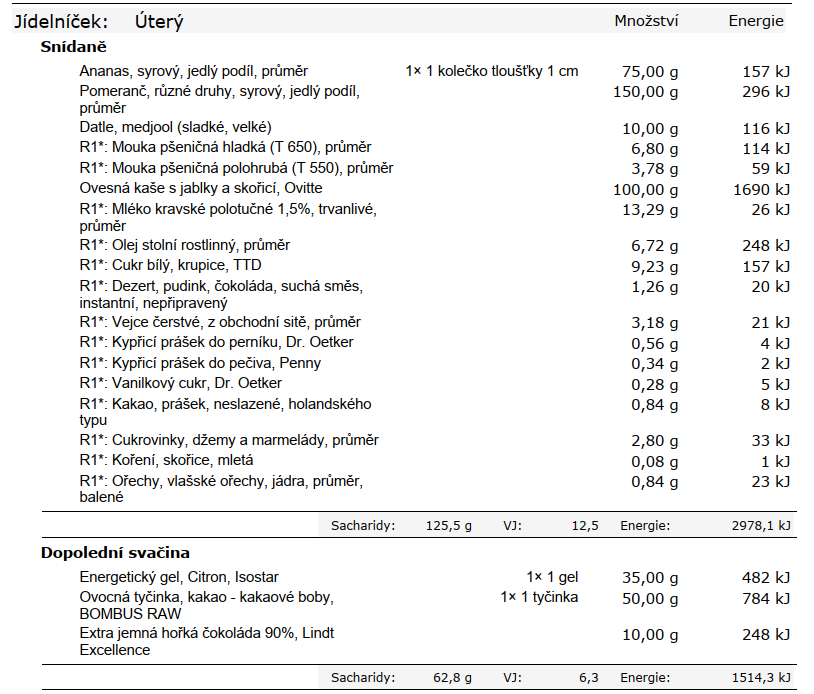 Jídelníček: Úterý Množství Energie
Snídaně
Ananas, syrový, jedlý podíl, průměr 1× 1 kolečko tloušťky 1 cm 75,00 g 157 kJ
Pomeranč, různé druhy, syrový, jedlý podíl, 150,00 g 296 kJ
průměr
Datle, medjool (sladké, velké) 10,00 g 116 kJ
R1*: Mouka pšeničná hladká (T 650), průměr 6,80 g 114 kJ
R1*: Mouka pšeničná polohrubá (T 550), průměr 3,78 g 59 kJ
Ovesná kaše s jablky a skořicí, Ovitte 100,00 g 1690 kJ
R1*: Mléko kravské polotučné 1,5%, trvanlivé, 13,29 g 26 kJ
průměr
R1*: Olej stolní rostlinný, průměr 6,72 g 248 kJ
R1*: Cukr bílý, krupice, TTD 9,23 g 157 kJ
R1*: Dezert, pudink, čokoláda, suchá směs, 1,26 g 20 kJ
instantní, nepřipravený
R1*: Vejce čerstvé, z obchodní sitě, průměr 3,18 g 21 kJ
R1*: Kypřicí prášek do perníku, Dr. Oetker 0,56 g 4 kJ
R1*: Kypřicí prášek do pečiva, Penny 0,34 g 2 kJ
R1*: Vanilkový cukr, Dr. Oetker 0,28 g 5 kJ
R1*: Kakao, prášek, neslazené, holandského 0,84 g 8 kJ
typu
R1*: Cukrovinky, džemy a marmelády, průměr 2,80 g 33 kJ
R1*: Koření, skořice, mletá 0,08 g 1 kJ
R1*: Ořechy, vlašské ořechy, jádra, průměr, 0,84 g 23 kJ
balené
Sacharidy: 125,5 g VJ: 12,5 Energie: 2978,1 kJ
Dopolední svačina
Energetický gel, Citron, Isostar 1× 1 gel 35,00 g 482 kJ
Ovocná tyčinka, kakao - kakaové boby, 1× 1 tyčinka 50,00 g 784 kJ
BOMBUS RAW
Extra jemná hořká čokoláda 90%, Lindt 10,00 g 248 kJ
Excellence
Sacharidy: 62,8 g VJ: 6,3 Energie: 1514,3 kJ